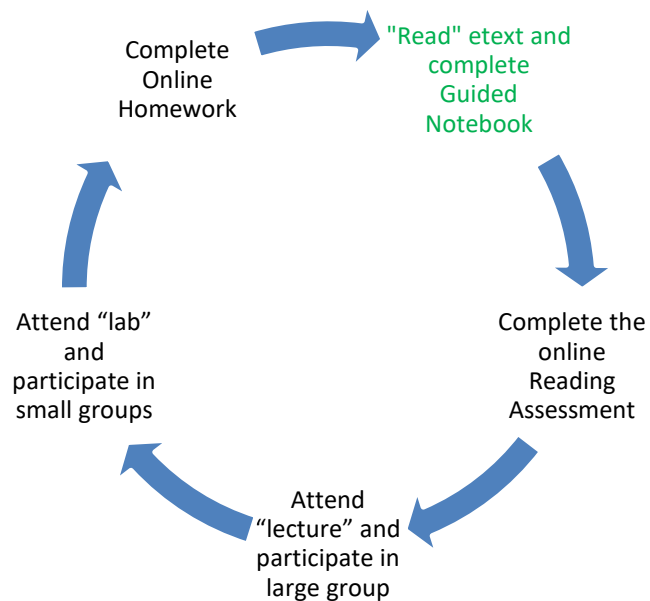 Complete
Online
Homework
"Read" etext and
complete
Guided
Notebook
Complete the
online
Reading
Assessment
Attend
“lecture” and
participate in
large group
Attend “lab”
and
participate in
small groups